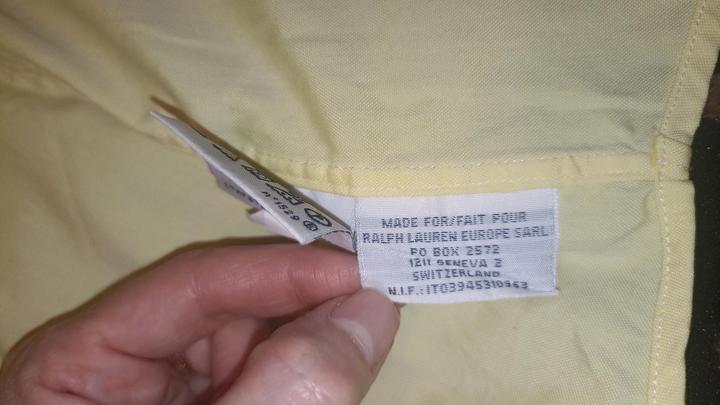 MADE FOR/FAIT POUR
RALPH LAUREN EUROPE SARL
PO BOX 2572
1211 GENEVA 2
SWITZERLAND
N.I.F.: IT03945310963